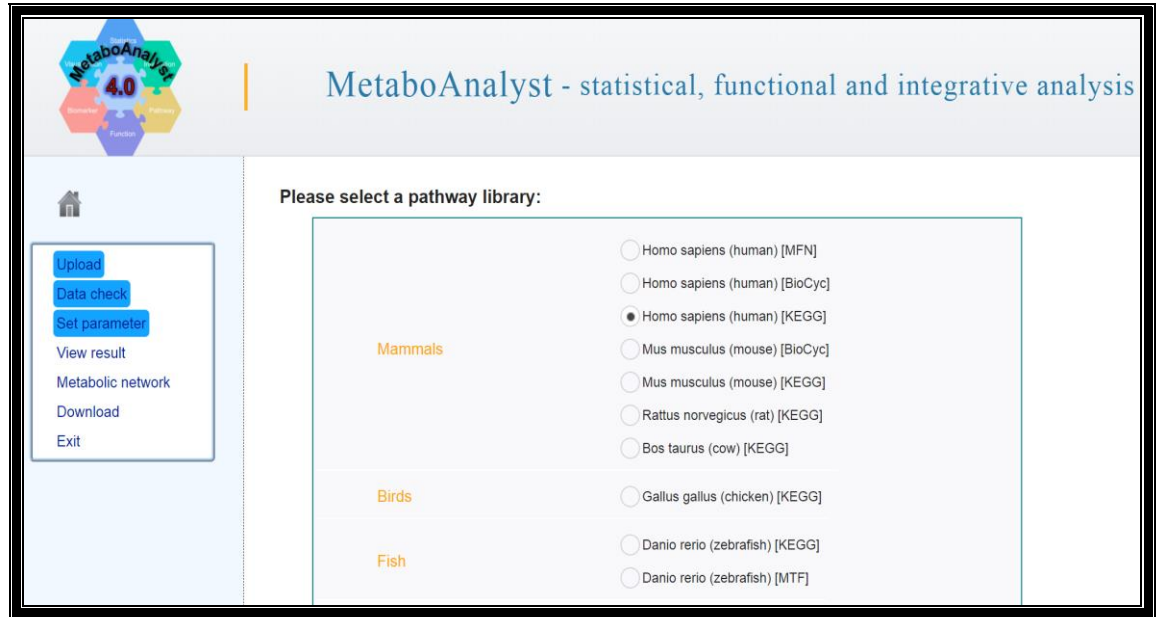 Statistics
MetaboAnalyst
4.0
Biomarker
Pathway
Function
MetaboAnalyst - statistical, functional and integrative analysis
Please select a pathway library:
Upload
Data check
Set parameter
View result
Metabolic network
Download
Exit
Mammals
Homo sapiens (human) [MFN]
Homo sapiens (human) [BioCyc]
Homo sapiens (human) [KEGG]
Mus musculus (mouse) [BioCyc]
Mus musculus (mouse) [KEGG]
Rattus norvegicus (rat) [KEGG]
Bos taurus (cow) [KEGG]
Birds
Gallus gallus (chicken) [KEGG]
Fish
Danio rerio (zebrafish) [KEGG]
Danio rerio (zebrafish) [MTF]